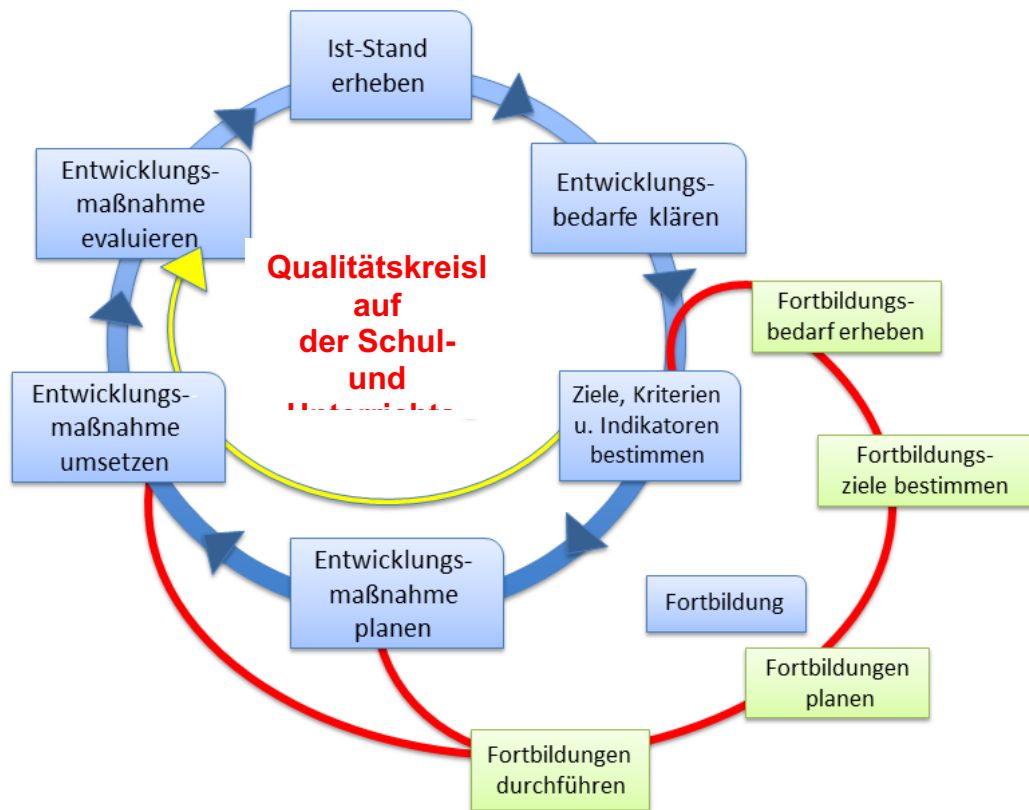 Ist-Stand
erheben
Entwicklungs-
bedarfe klären
Ziele, Kriterien
u. Indikatoren
bestimmen
Entwicklungs-
maßnahme
planen
Entwicklungs-
maßnahme
umsetzen
Entwicklungs-
maßnahme
evaluieren
Qualitätskreisl
auf
der Schul-
und
Unterrichts-
Fortbildungs-
bedarf erheben
Fortbildungs-
ziele bestimmen
Fortbildung
Fortbildungen
planen
Fortbildungen
durchführen